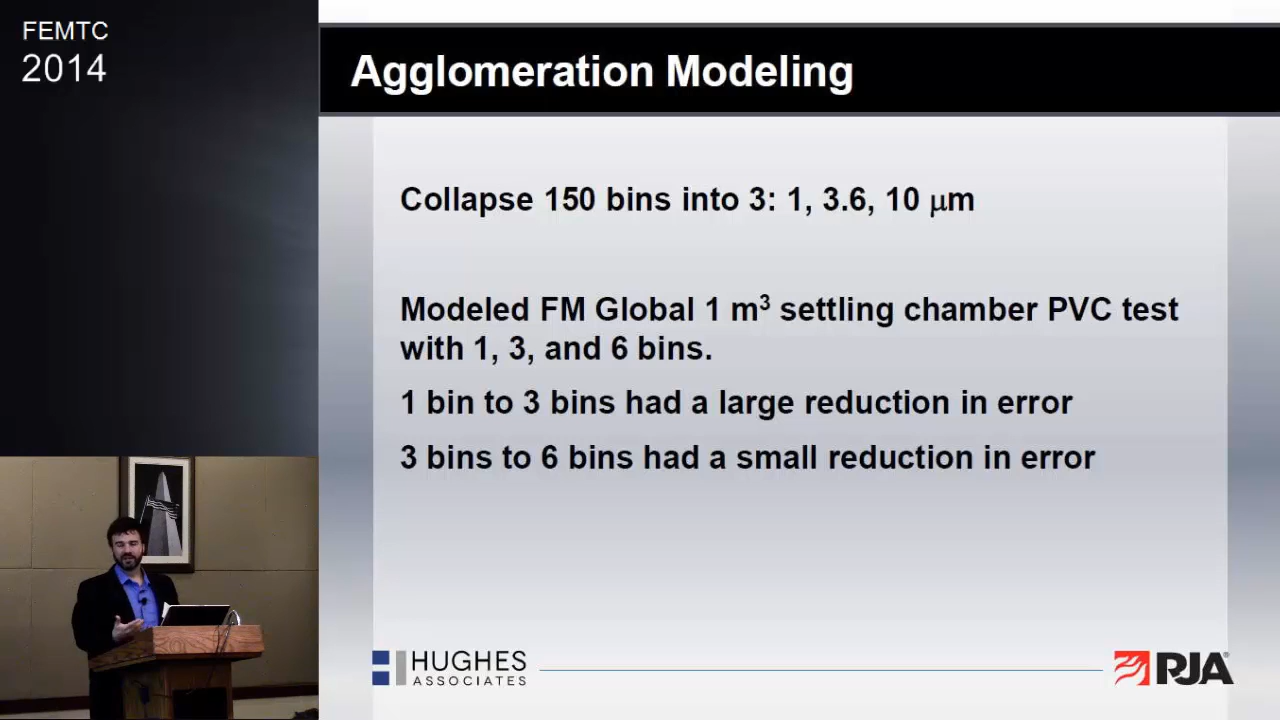 FEMTC
2014
Agglomeration Modeling
Collapse 150 bins into 3: 1, 3.6, 10 μm
Modeled FM Global 1 m³ settling chamber PVC test
with 1, 3, and 6 bins.
1 bin to 3 bins had a large reduction in error
3 bins to 6 bins had a small reduction in error
HUGHES
ASSOCIATES
RJA®